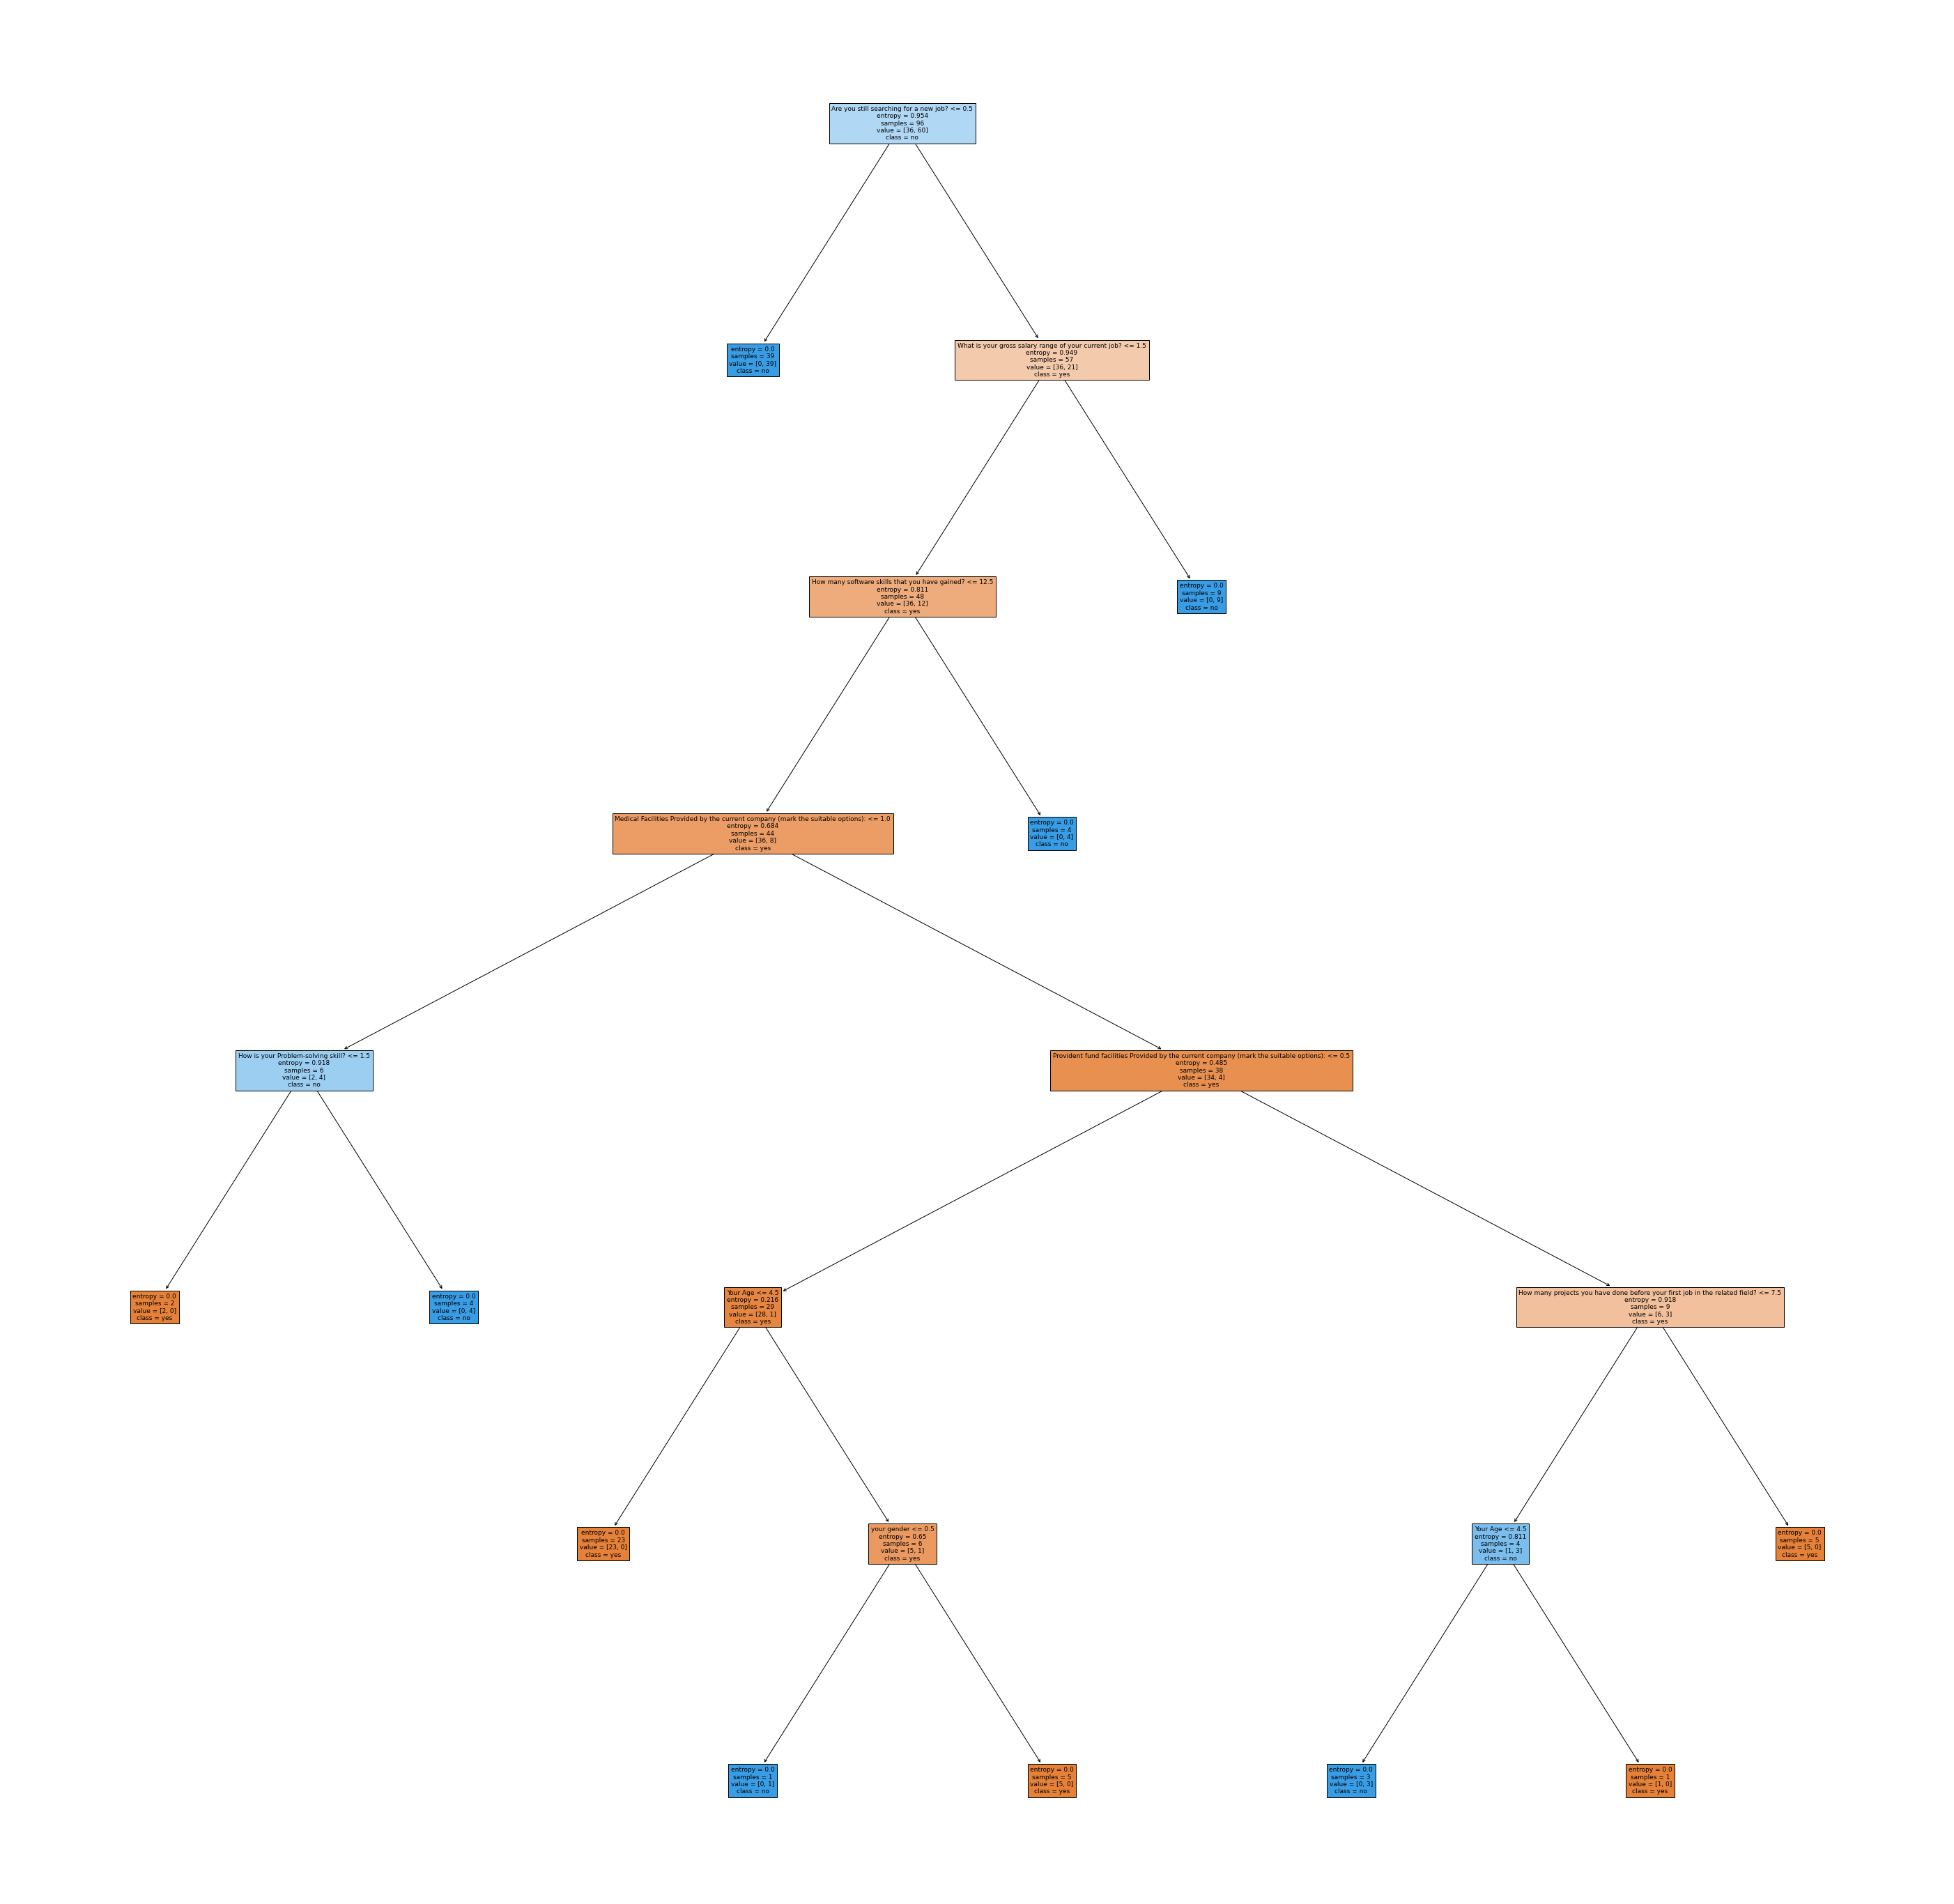 Are you still searching for a new job? <= 0.5
entropy = 0.954
samples = 96
value = [36, 60]
class = no
entropy = 0.0
samples = 39
value = [0, 39]
class = no
What is your gross salary range of your current job? <= 1.5
entropy = 0.949
samples = 57
value = [36, 21]
class = yes
How many software skills that you have gained? <= 12.5
entropy = 0.811
samples = 48
value = [36, 12]
class = yes
entropy = 0.0
samples = 9
value = [0, 9]
class = no
Medical Facilities Provided by the current company (mark the suitable options): <= 1.0
entropy = 0.684
samples = 44
value = [36, 8]
class = yes
entropy = 0.0
samples = 4
value = [0, 4]
class = no
How is your Problem-solving skill? <= 1.5
entropy = 0.918
samples = 6
value = [2, 4]
class = no
Provident fund facilities Provided by the current company (mark the suitable options): <= 0.5
entropy = 0.485
samples = 38
value = [34, 4]
class = yes
entropy = 0.0
samples = 2
value = [2, 0]
class = yes
entropy = 0.0
samples = 4
value = [0, 4]
class = no
Your Age <= 4.5
entropy = 0.216
samples = 29
value = [28, 1]
class = yes
How many projects you have done before your first job in the related field? <= 7.5
entropy = 0.918
samples = 9
value = [6, 3]
class = yes
entropy = 0.0
samples = 23
value = [23, 0]
class = yes
your gender <= 0.5
entropy = 0.65
samples = 6
value = [5, 1]
class = yes
Your Age <= 4.5
entropy = 0.811
samples = 4
value = [1, 3]
class = no
entropy = 0.0
samples = 5
value = [5, 0]
class = yes
entropy = 0.0
samples = 1
value = [0, 1]
class = no
entropy = 0.0
samples = 5
value = [5, 0]
class = yes
entropy = 0.0
samples = 3
value = [0, 3]
class = no
entropy = 0.0
samples = 1
value = [1, 0]
class = yes